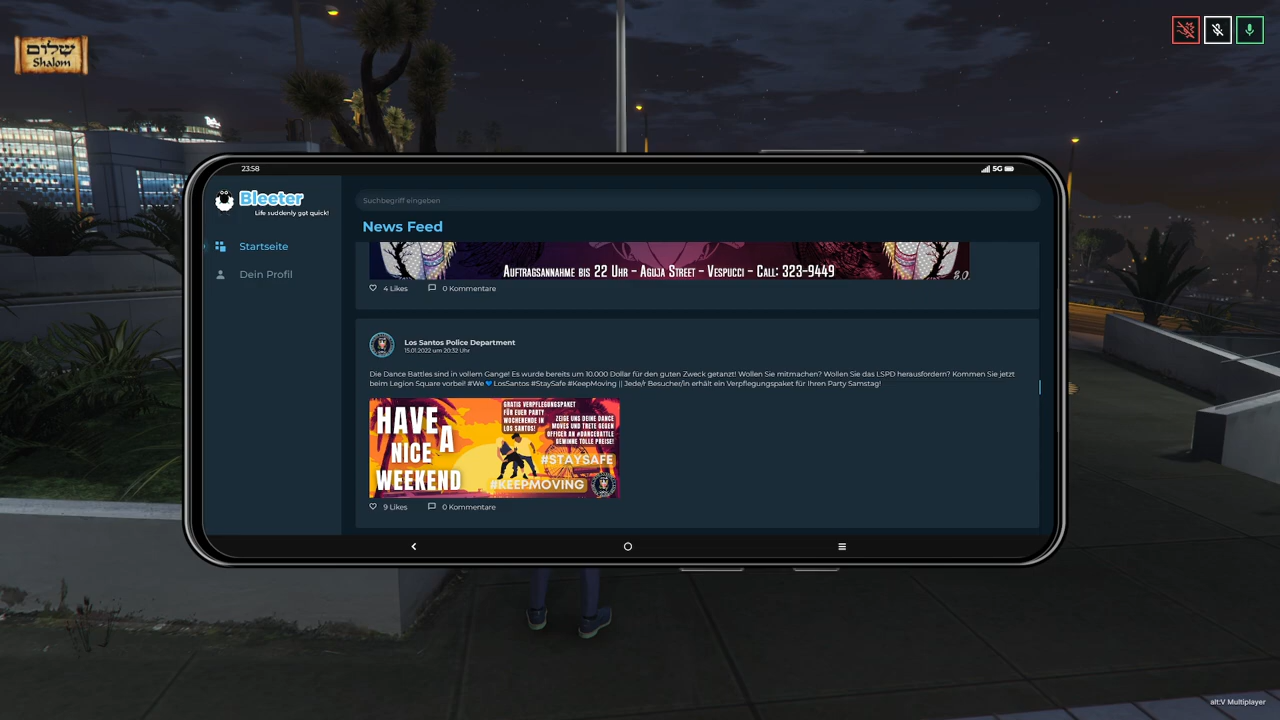 שלום
Shalom
23:58
5G
Bleeter
Life suddenly got quick!
Suchbegriff eingeben
News Feed
Startseite
Dein Profil
Auftragsannahme bis 22 Uhr - Aguja Street - Vespucci - Call: 323-9449
4 Likes
0 Kommentare
Los Santos Police Department
15.01.2022 um 20:32 Uhr
Die Dance Battles sind in vollem Gange! Es wurde bereits um 10.000 Dollar für den guten Zweck getanzt! Wollen Sie mitmachen? Wollen Sie das LSPD herausfordern? Kommen Sie jetzt
beim Legion Square vorbei! #We💙LosSantos #StaySafe #KeepMoving || Jede/r Besucher/in erhält ein Verpflegungspaket für Ihren Party Samstag!
HAVE
A
NICE
WEEKEND
GRATIS VERPFLEGUNGSPAKET
FÜR EUER PARTY
WOCHENENDE IN
LOS SANTOS!
ZEIGE UNS DEINE DANCE
MOVES UND TRETE GEGEN
OFFICER AN #DANCEBATTLE
GEWINNE TOLLE PREISE!
#STAYSAFE
#KEEPMOVING
9 Likes
0 Kommentare
alt:V Multiplayer